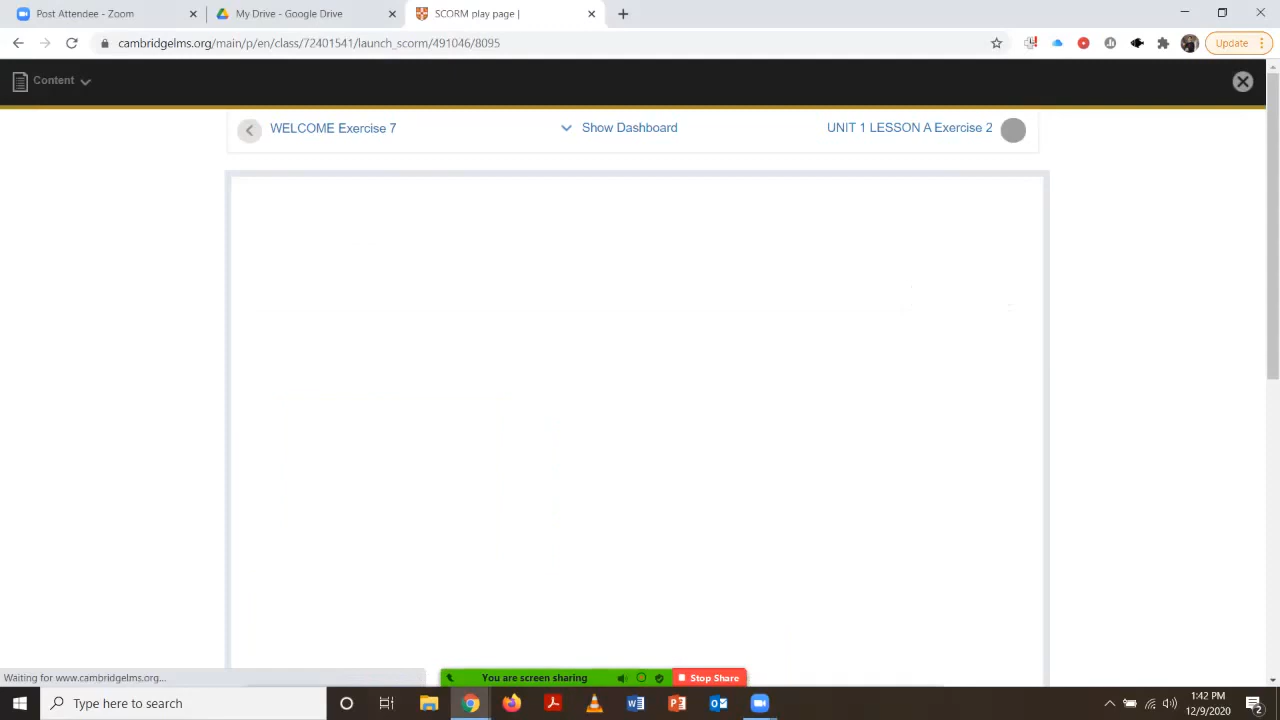 Post Attendee - Zoom
My Drive - Google Drive
SCORM play page |
cambridgelms.org/main/p/en/class/72401541/launch_scorm/491046/8095
Update
Content
WELCOME Exercise 7
Show Dashboard
UNIT 1 LESSON A Exercise 2
Waiting for www.cambridgelms.org...
You are screen sharing
Stop Share
Type here to search
1:42 PM
12/9/2020
2